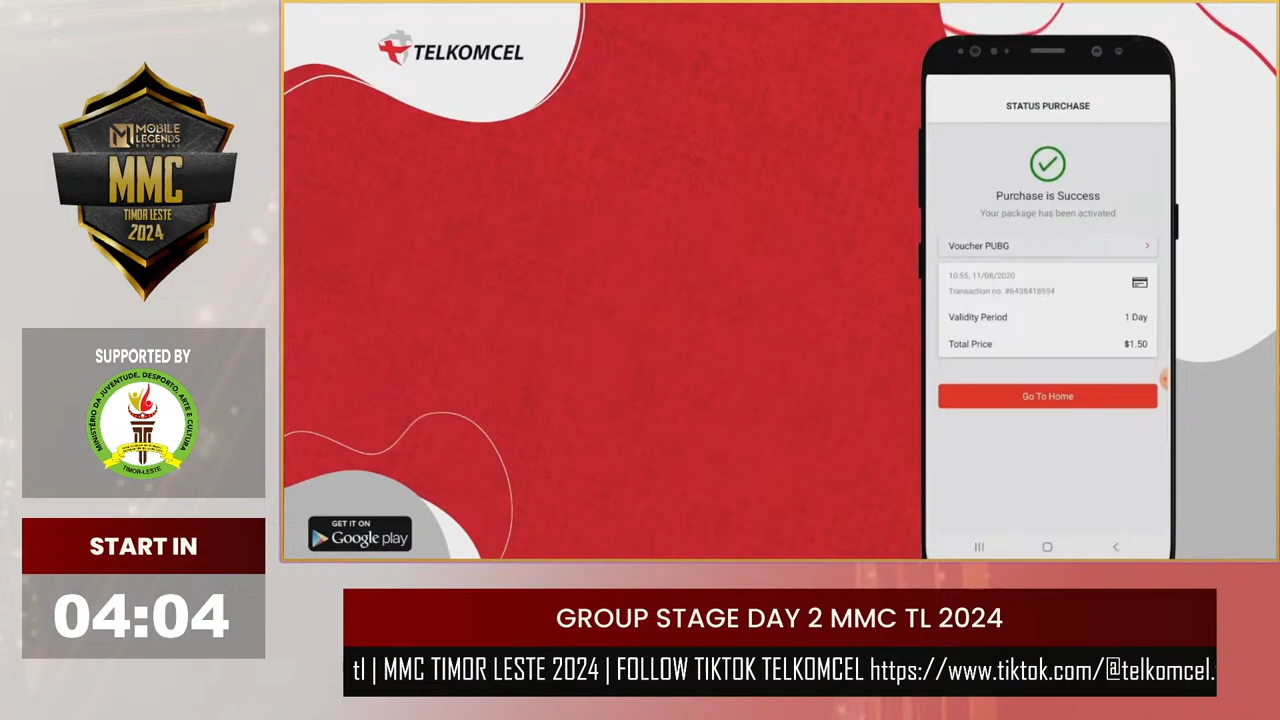 MOBILE
LEGENDS
BANG BANG
MMC
TIMOR LESTE
2024
SUPPORTED BY
MINISTÉRIO DA JUVENTUDE, DESPORTO, ARTE E CULTURA
TIMOR-LESTE
START IN
04:04
TELKOMCEL
GET IT ON
Google play
STATUS PURCHASE
Purchase is Success
Your package has been activated
Voucher PUBG
10:55, 11/08/2020
Transaction no. #6438418594
Validity Period 1 Day
Total Price $1.50
Go To Home
GROUP STAGE DAY 2 MMC TL 2024
tl | MMC TIMOR LESTE 2024 | FOLLOW TIKTOK TELKOMCEL https://www.tiktok.com/@telkomcel.